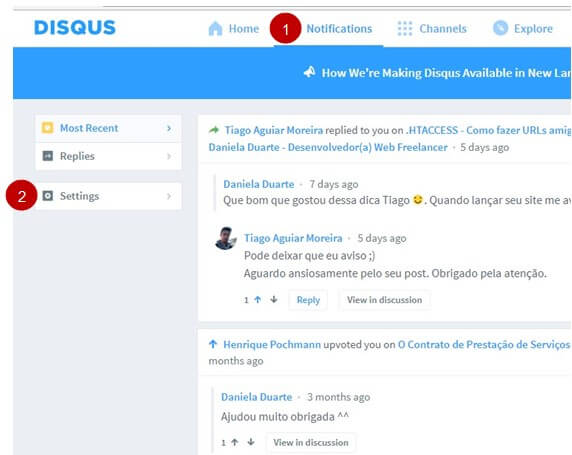 DISQUS
Home
1
Notifications
Channels
Explore
How We're Making Disqus Available in New Lan
Most Recent
Replies
2
Settings
Tiago Aguiar Moreira replied to you on .HTACCESS - Como fazer URLs amig
Daniela Duarte - Desenvolvedor(a) Web Freelancer · 5 days ago
Daniela Duarte · 7 days ago
Que bom que gostou dessa dica Tiago 😃. Quando lançar seu site me av
Tiago Aguiar Moreira · 5 days ago
Pode deixar que eu aviso ;)
Aguardo ansiosamente pelo seu post. Obrigado pela atenção.
1
Reply
View in discussion
Henrique Pochmann upvoted you on O Contrato de Prestação de Serviços
months ago
Daniela Duarte · 3 months ago
Ajudou muito obrigada ^^
1
View in discussion